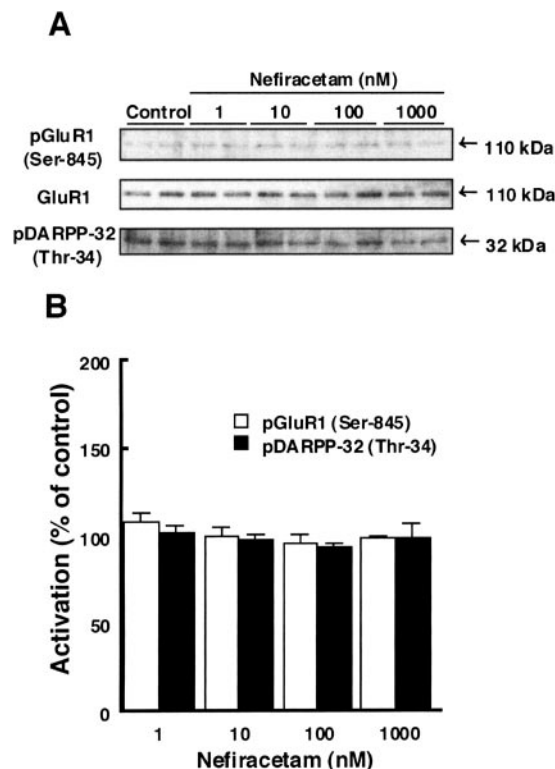 A
Nefiracetam (nM)
Control 1 10 100 1000
pGluR1 (Ser-845) ← 110 kDa
GluR1 ← 110 kDa
pDARPP-32 (Thr-34) ← 32 kDa
B
Activation (% of control)
200
150
100
50
0
pGluR1 (Ser-845)
pDARPP-32 (Thr-34)
1 10 100 1000
Nefiracetam (nM)